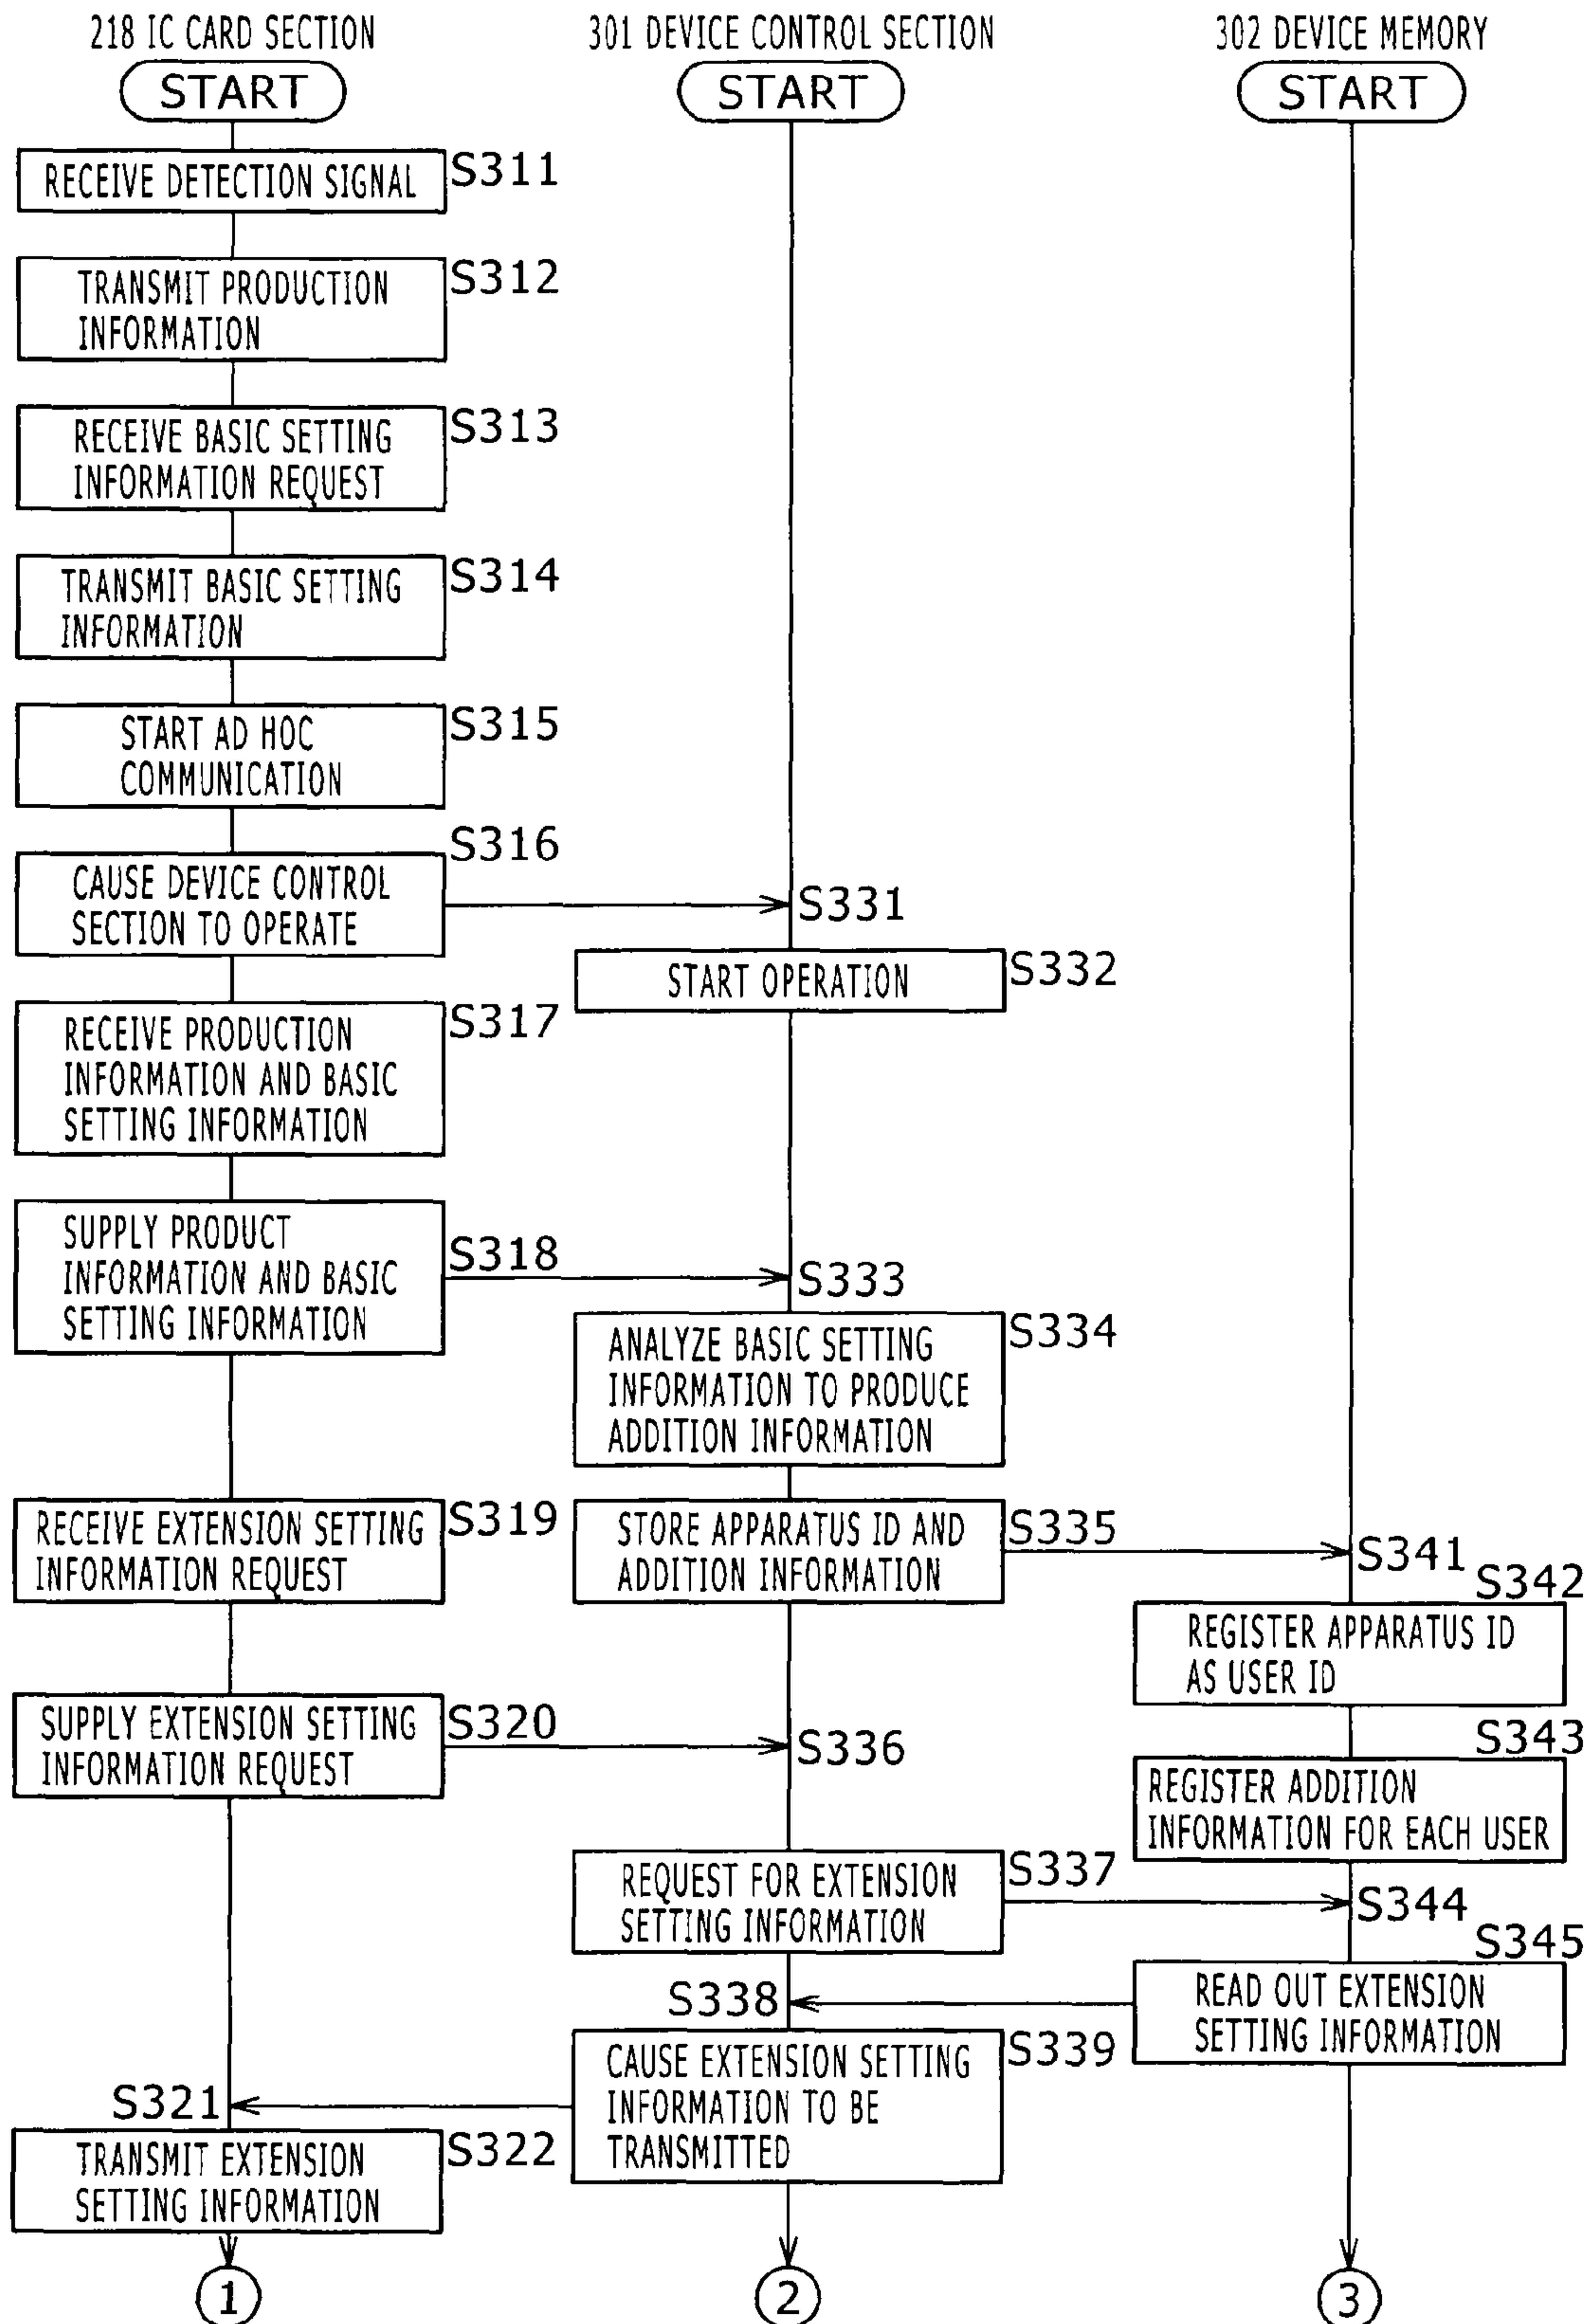 218 IC CARD SECTION
301 DEVICE CONTROL SECTION
302 DEVICE MEMORY
START
START
START
RECEIVE DETECTION SIGNAL
S311
TRANSMIT PRODUCTION
INFORMATION
S312
RECEIVE BASIC SETTING
INFORMATION REQUEST
S313
TRANSMIT BASIC SETTING
INFORMATION
S314
START AD HOC
COMMUNICATION
S315
CAUSE DEVICE CONTROL
SECTION TO OPERATE
S316
S331
START OPERATION
S332
RECEIVE PRODUCTION
INFORMATION AND BASIC
SETTING INFORMATION
S317
SUPPLY PRODUCT
INFORMATION AND BASIC
SETTING INFORMATION
S318
S333
ANALYZE BASIC SETTING
INFORMATION TO PRODUCE
ADDITION INFORMATION
S334
RECEIVE EXTENSION SETTING
INFORMATION REQUEST
S319
STORE APPARATUS ID AND
ADDITION INFORMATION
S335
S341
S342
REGISTER APPARATUS ID
AS USER ID
SUPPLY EXTENSION SETTING
INFORMATION REQUEST
S320
S336
S343
REGISTER ADDITION
INFORMATION FOR EACH USER
REQUEST FOR EXTENSION
SETTING INFORMATION
S337
S344
S345
READ OUT EXTENSION
SETTING INFORMATION
S338
CAUSE EXTENSION SETTING
INFORMATION TO BE
TRANSMITTED
S339
S321
TRANSMIT EXTENSION
SETTING INFORMATION
S322
1
2
3